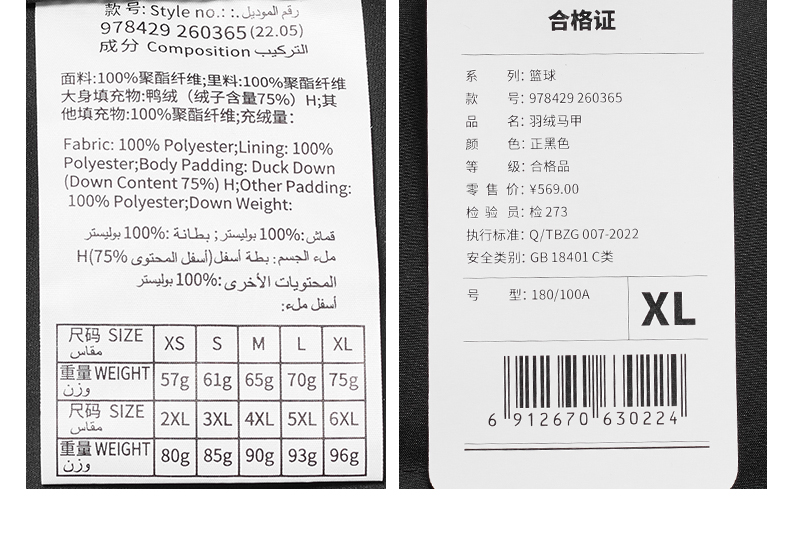 款 号: Style no.: :. رقم الموديل
978429 260365(22.05)
成分 Composition التركيب
面料:100%聚酯纤维;里料:100%聚酯纤维
大身填充物:鸭绒（绒子含量75%）H;其
他填充物:100%聚酯纤维;充绒量:
Fabric: 100% Polyester;Lining: 100%
Polyester;Body Padding: Duck Down
(Down Content 75%) H;Other Padding:
100% Polyester;Down Weight:
قماش:100% بوليستر; بطانة :100% بوليستر
ملء الجسم: بطة أسفل(أسفل المحتوى 75%)H
المحتويات الأخرى:100% بوليستر
أسفل ملء:
尺码 SIZE XS S M L XL
مقاس
重量 WEIGHT 57g 61g 65g 70g 75g
وزن
尺码 SIZE 2XL 3XL 4XL 5XL 6XL
مقاس
重量 WEIGHT 80g 85g 90g 93g 96g
وزن
合格证
系 列: 篮球
款 号: 978429 260365
品 名: 羽绒马甲
颜 色: 正黑色
等 级: 合格品
零 售 价: ¥569.00
检 验 员: 检 273
执行标准: Q/TBZG 007-2022
安全类别: GB 18401 C类
号 型: 180/100A
XL
6 912670 630224